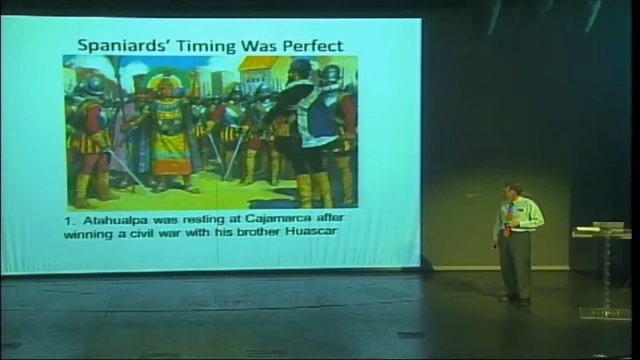 Spaniards' Timing Was Perfect
1. Atahualpa was resting at Cajamarca after
winning a civil war with his brother Huascar